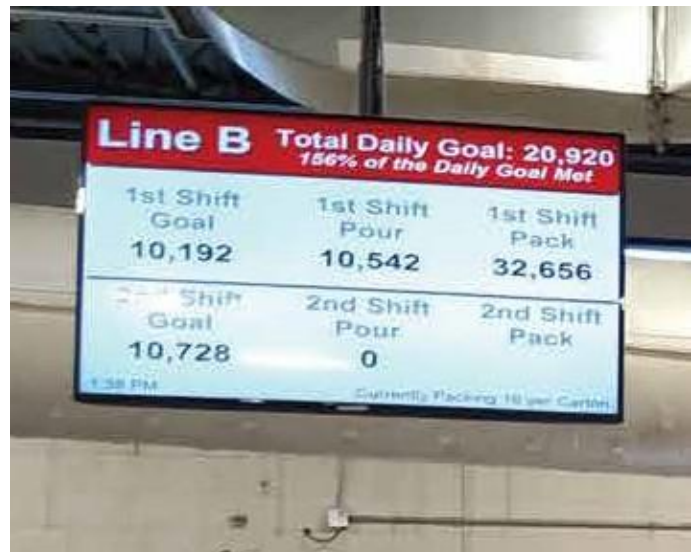 Line B
Total Daily Goal: 20,920
156% of the Daily Goal Met
1st Shift
Goal
10,192
1st Shift
Pour
10,542
1st Shift
Pack
32,656
2nd Shift
Goal
10,728
2nd Shift
Pour
0
2nd Shift
Pack
1:38 PM
Currently Packing per Carton